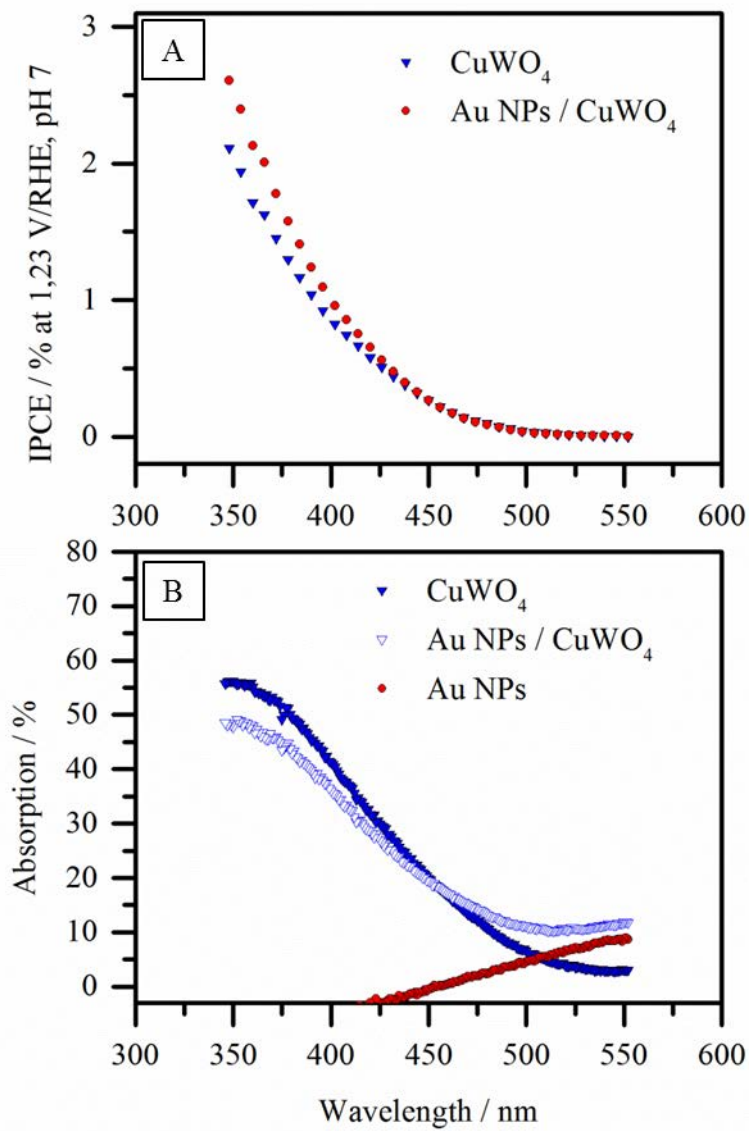 A
CuWO₄
Au NPs / CuWO₄
IPCE / % at 1,23 V/RHE, pH 7
3
2
1
0
300 350 400 450 500 550 600
B
CuWO₄
Au NPs / CuWO₄
Au NPs
Absorption / %
80
70
60
50
40
30
20
10
0
300 350 400 450 500 550 600
Wavelength / nm